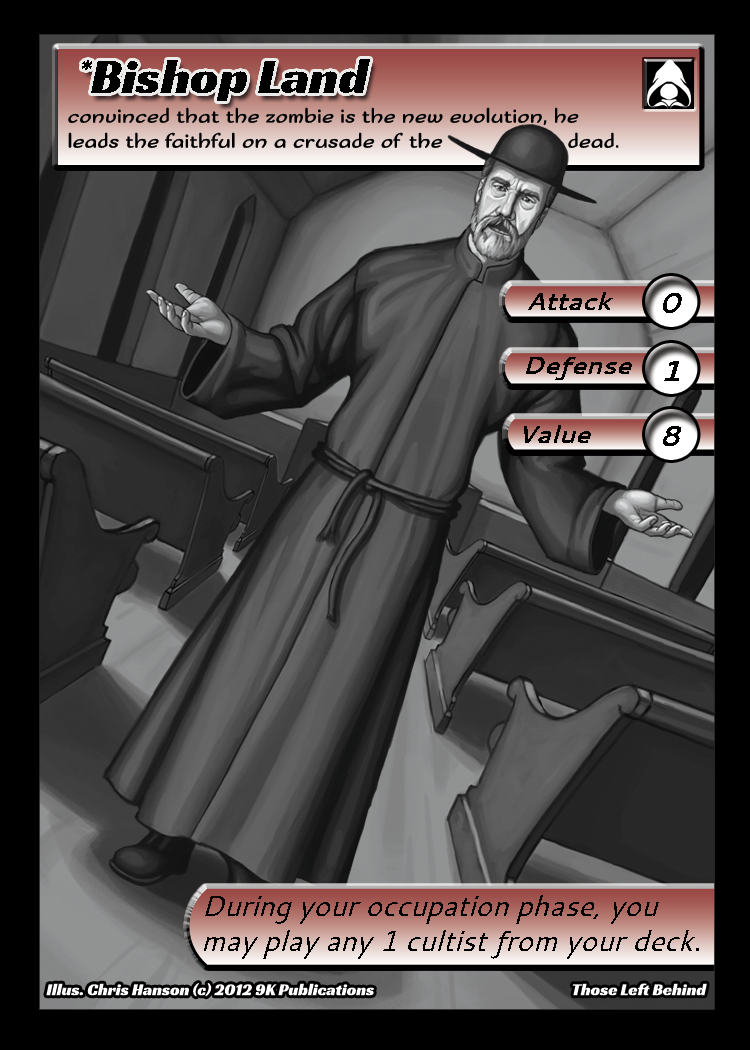 *Bishop Land
convinced that the zombie is the new evolution, he
leads the faithful on a crusade of the dead.
Attack 0
Defense 1
Value 8
During your occupation phase, you
may play any 1 cultist from your deck.
Illus. Chris Hanson (c) 2012 9K Publications
Those Left Behind